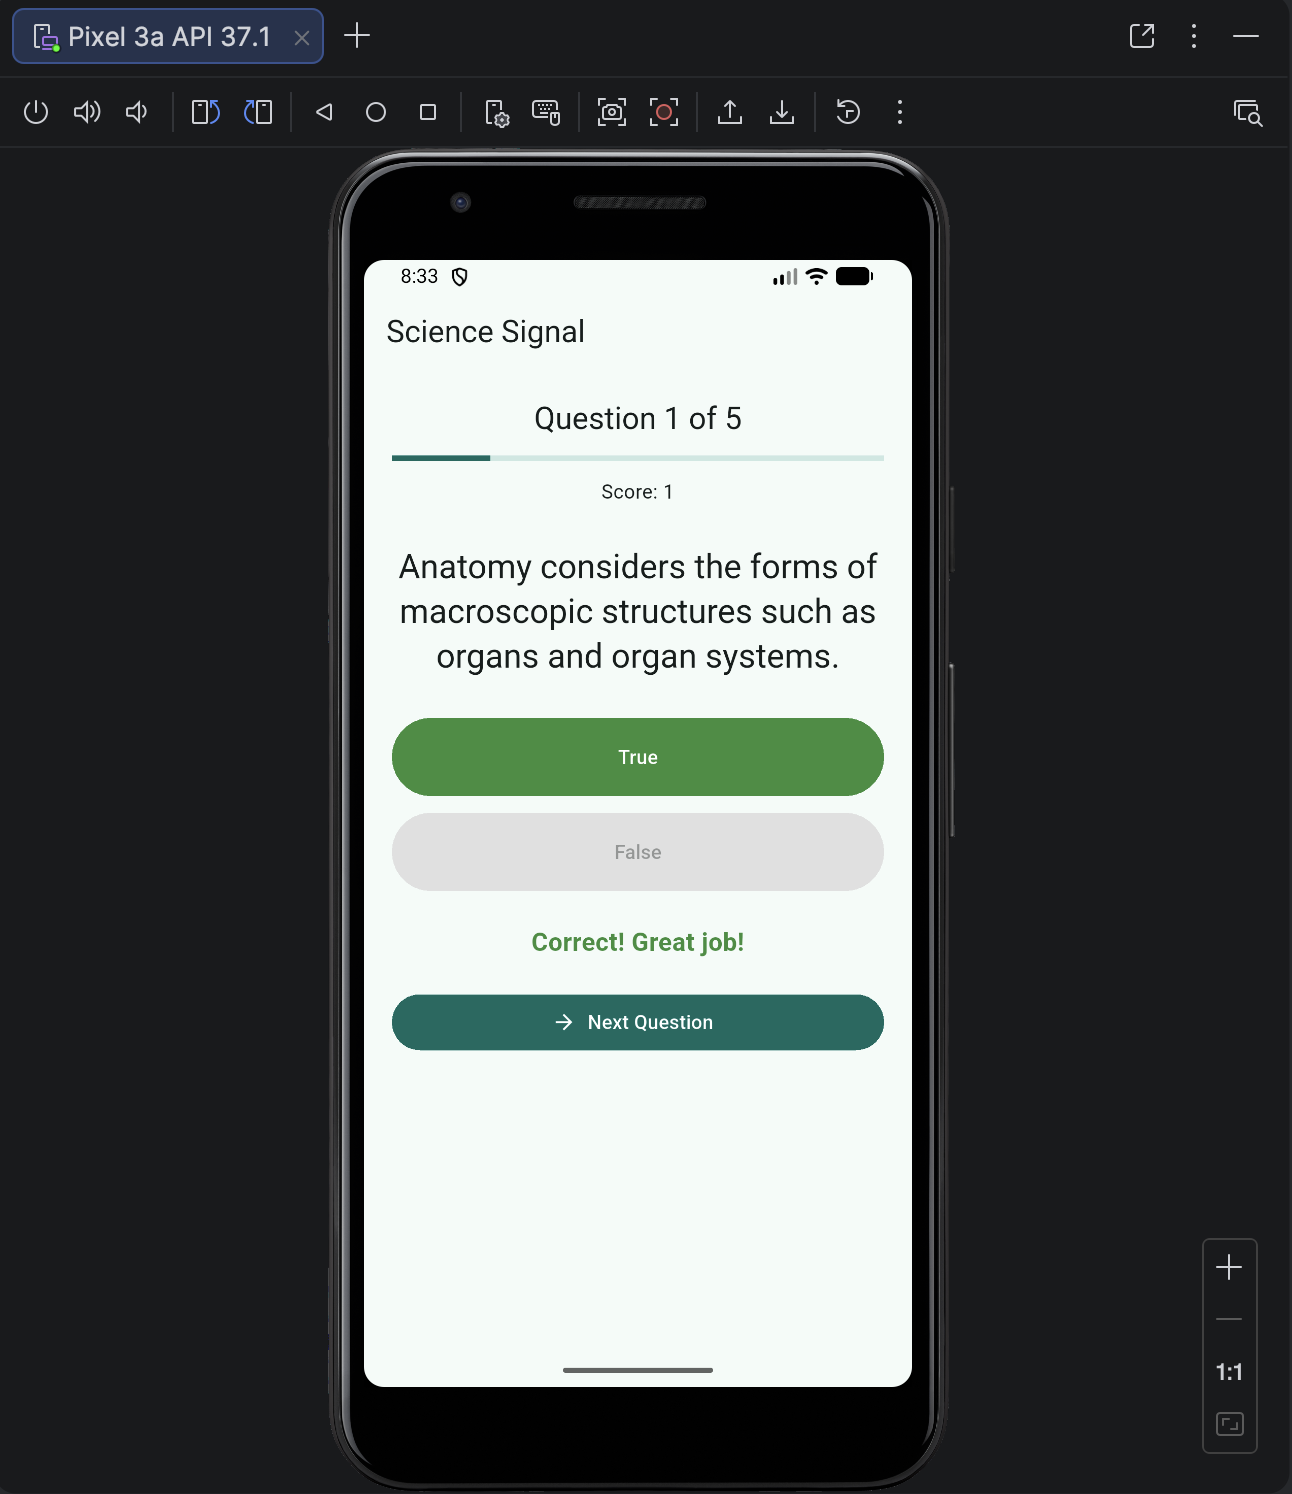 Pixel 3a API 37.1
8:33
Science Signal
Question 1 of 5
Score: 1
Anatomy considers the forms of
macroscopic structures such as
organs and organ systems.
True
False
Correct! Great job!
Next Question
1:1